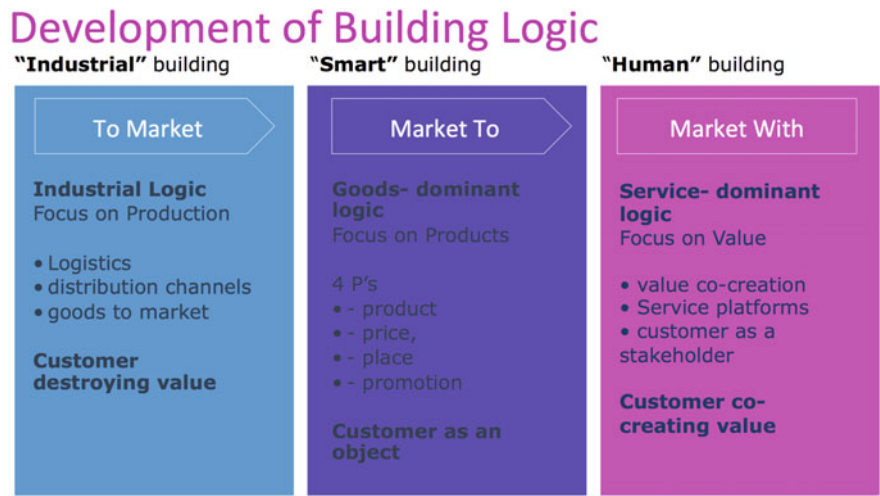 Development of Building Logic
“Industrial” building
To Market
Industrial Logic
Focus on Production
• Logistics
• distribution channels
• goods to market
Customer
destroying value
“Smart” building
Market To
Goods- dominant
logic
Focus on Products
4 P’s
• - product
• - price,
• - place
• - promotion
Customer as an
object
“Human” building
Market With
Service- dominant
logic
Focus on Value
• value co-creation
• Service platforms
• customer as a
stakeholder
Customer co-
creating value